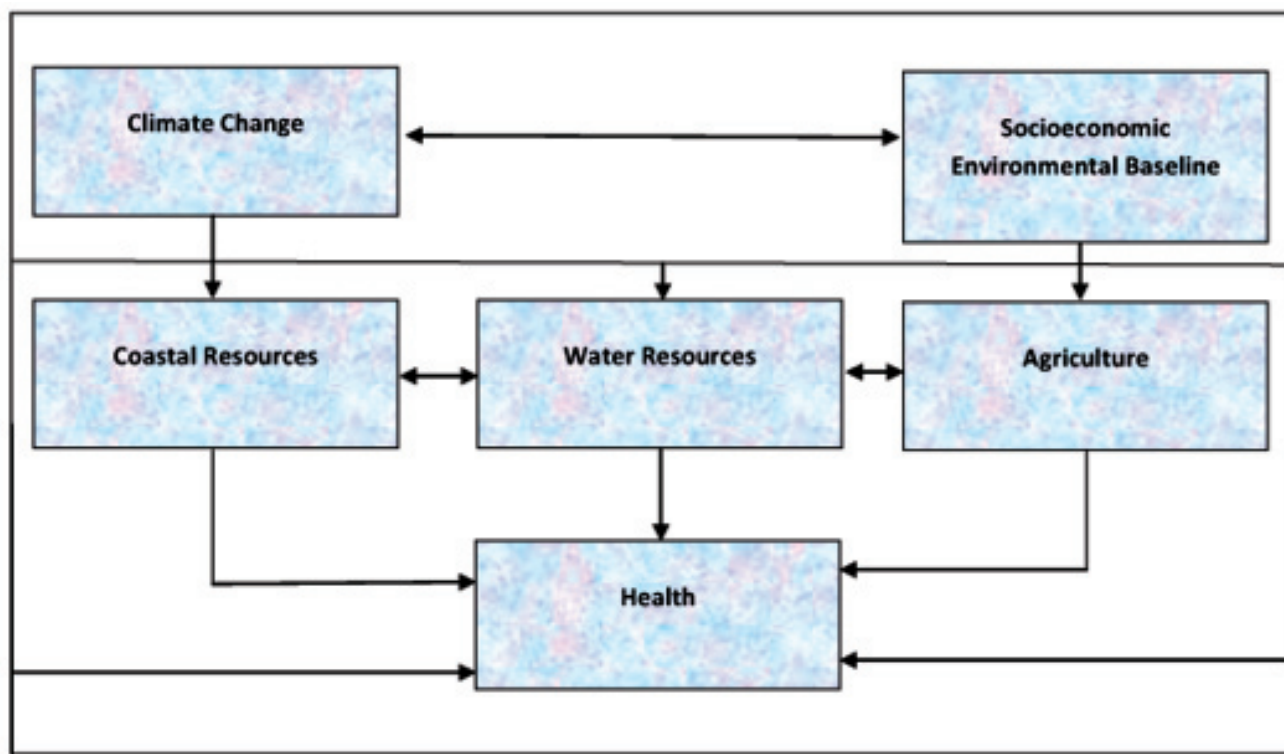 Climate Change
Socioeconomic
Environmental Baseline
Coastal Resources
Water Resources
Agriculture
Health